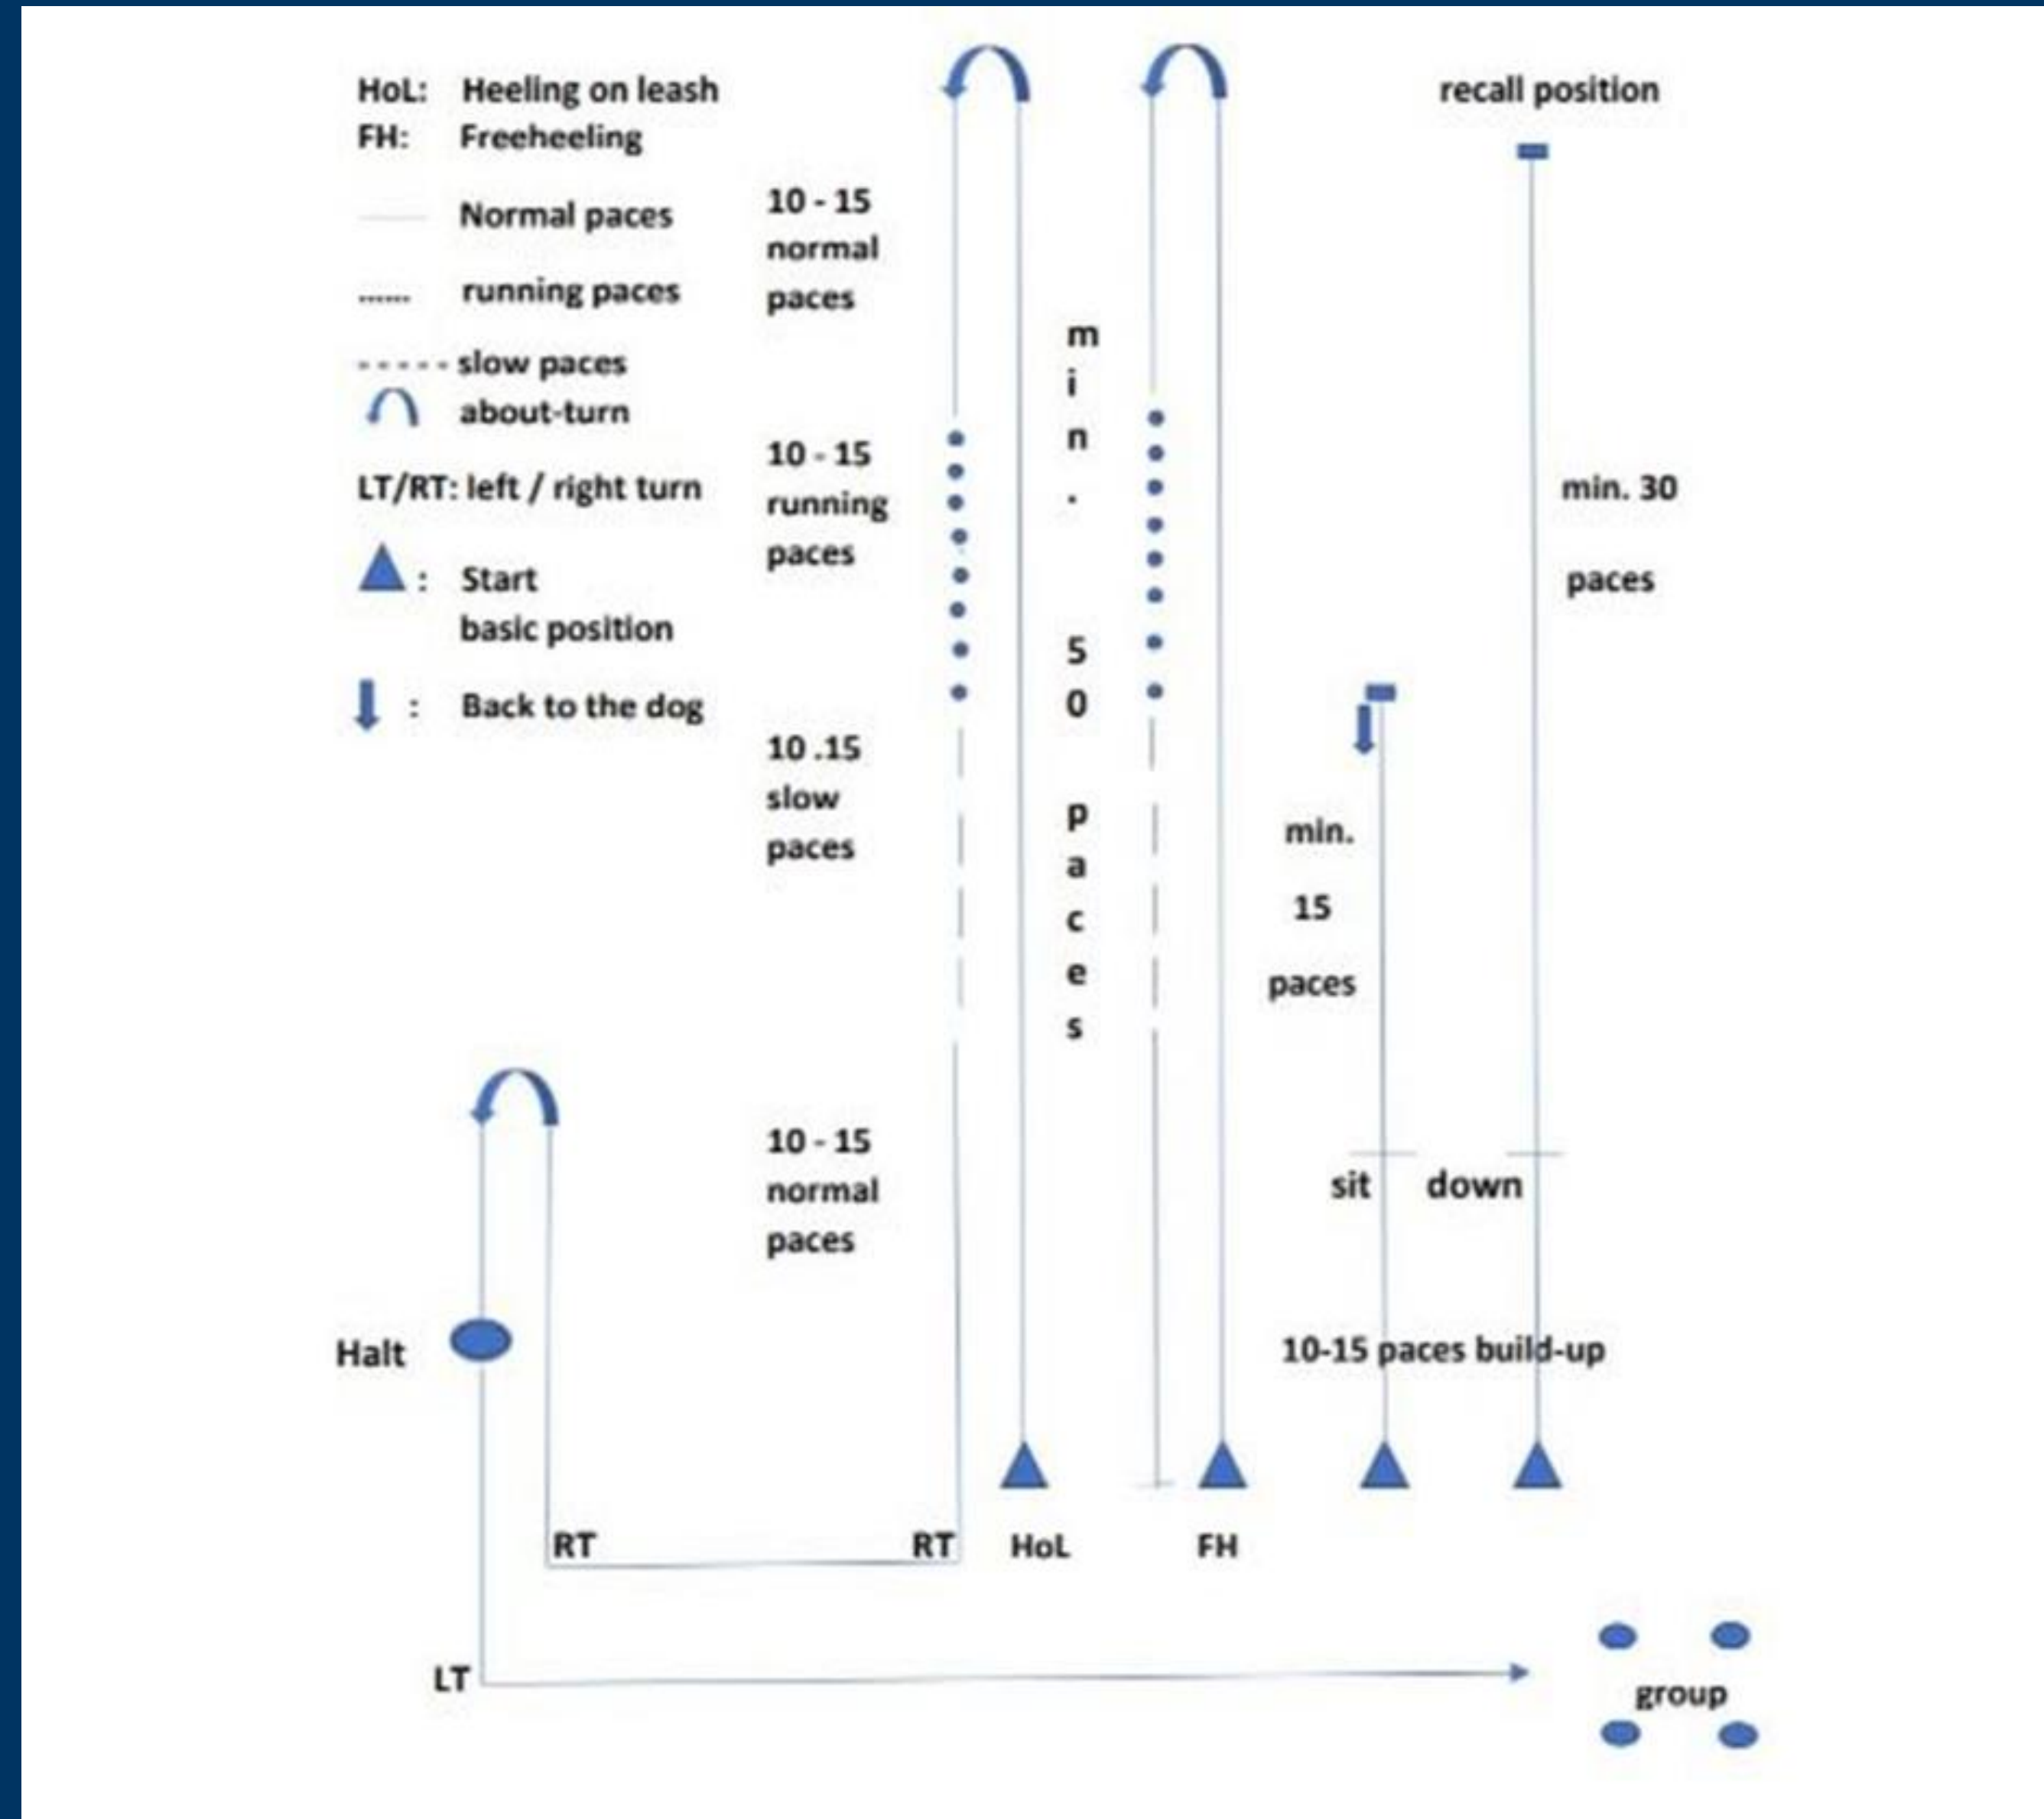 HoL: Heeling on leash
FH: Freeheeling
Normal paces
running paces
slow paces
about-turn
LT/RT: left / right turn
: Start
basic position
: Back to the dog
10 - 15
normal
paces
10 - 15
running
paces
10 .15
slow
paces
10 - 15
normal
paces
min. 50 paces
recall position
min. 30
paces
min.
15
paces
sit
down
10-15 paces build-up
Halt
RT
RT
HoL
FH
LT
group